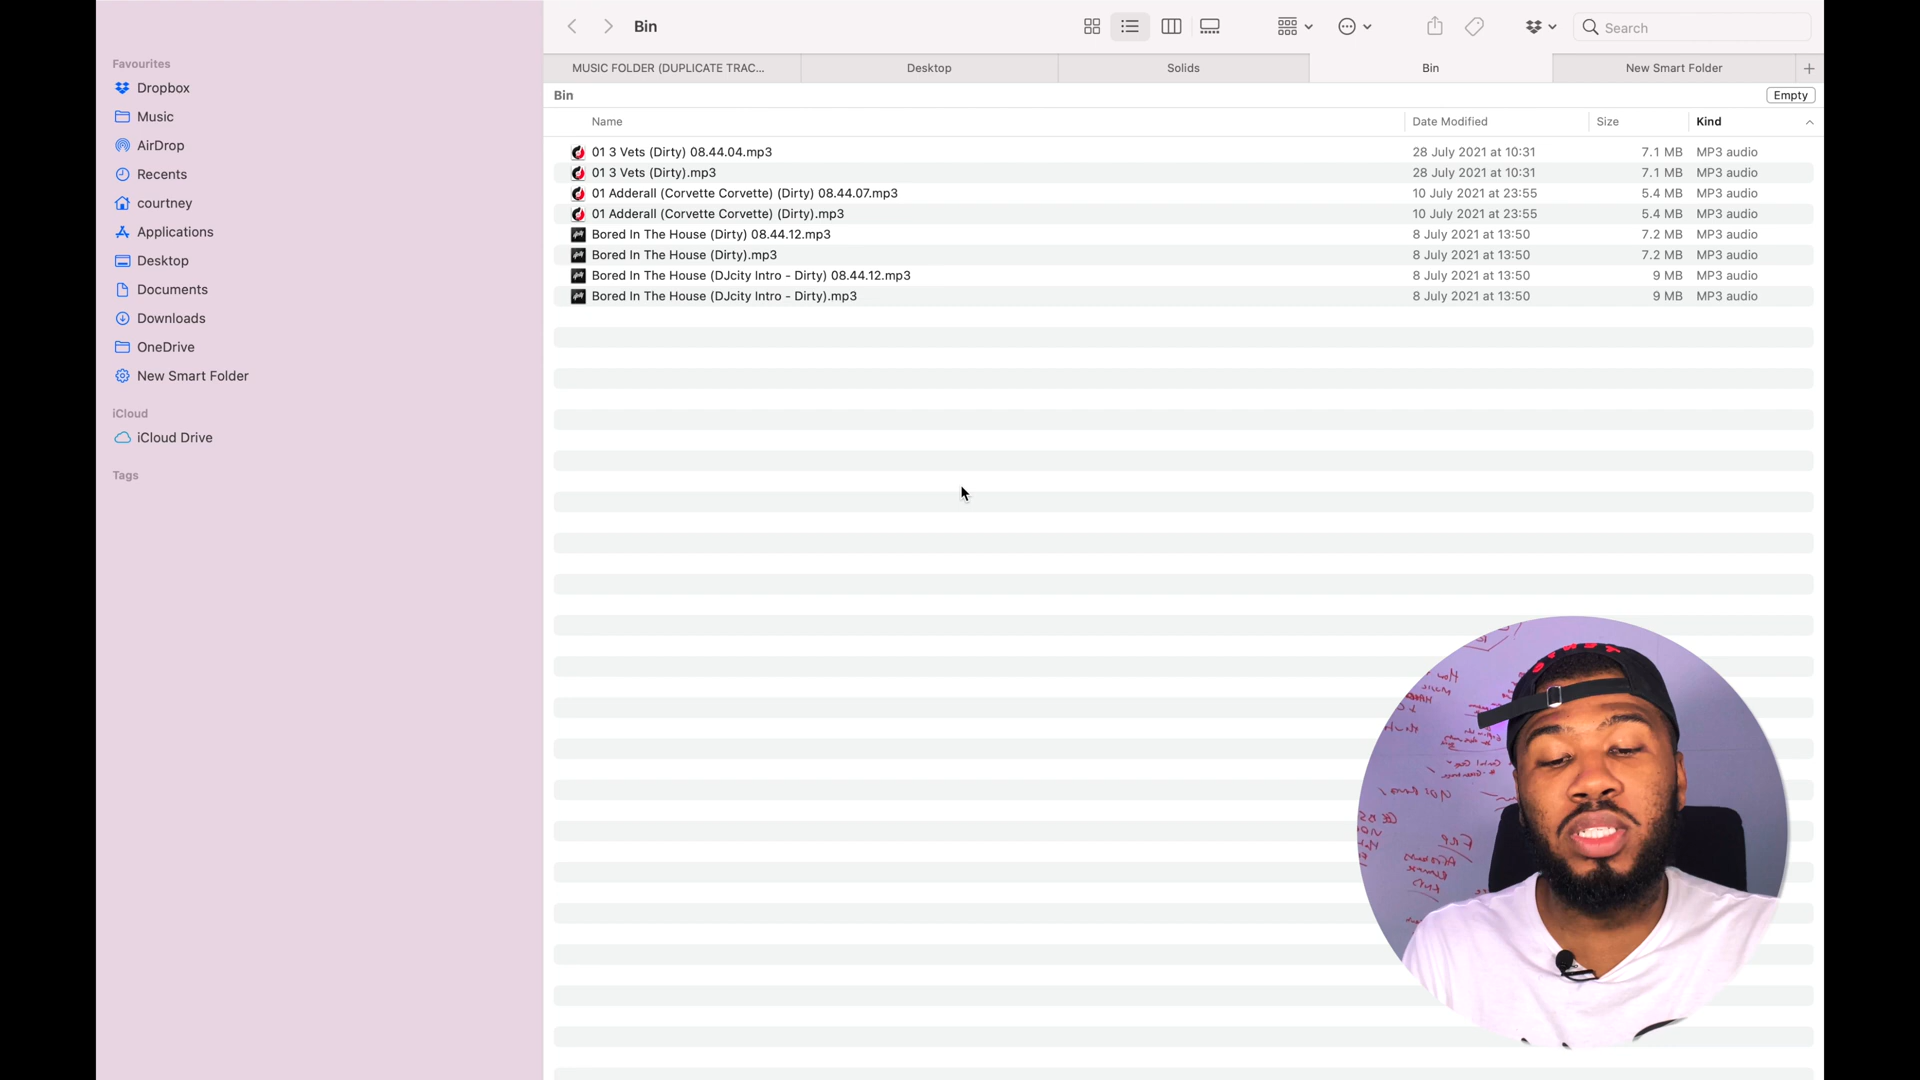 Bin
Search
MUSIC FOLDER (DUPLICATE TRAC...
Desktop
Solids
Bin
New Smart Folder
Favourites
Dropbox
Music
AirDrop
Recents
courtney
Applications
Desktop
Documents
Downloads
OneDrive
New Smart Folder
iCloud
iCloud Drive
Tags
Bin
Empty
Name Date Modified Size Kind
01 3 Vets (Dirty) 08.44.04.mp3 28 July 2021 at 10:31 7.1 MB MP3 audio
01 3 Vets (Dirty).mp3 28 July 2021 at 10:31 7.1 MB MP3 audio
01 Adderall (Corvette Corvette) (Dirty) 08.44.07.mp3 10 July 2021 at 23:55 5.4 MB MP3 audio
01 Adderall (Corvette Corvette) (Dirty).mp3 10 July 2021 at 23:55 5.4 MB MP3 audio
Bored In The House (Dirty) 08.44.12.mp3 8 July 2021 at 13:50 7.2 MB MP3 audio
Bored In The House (Dirty).mp3 8 July 2021 at 13:50 7.2 MB MP3 audio
Bored In The House (DJcity Intro - Dirty) 08.44.12.mp3 8 July 2021 at 13:50 9 MB MP3 audio
Bored In The House (DJcity Intro - Dirty).mp3 8 July 2021 at 13:50 9 MB MP3 audio